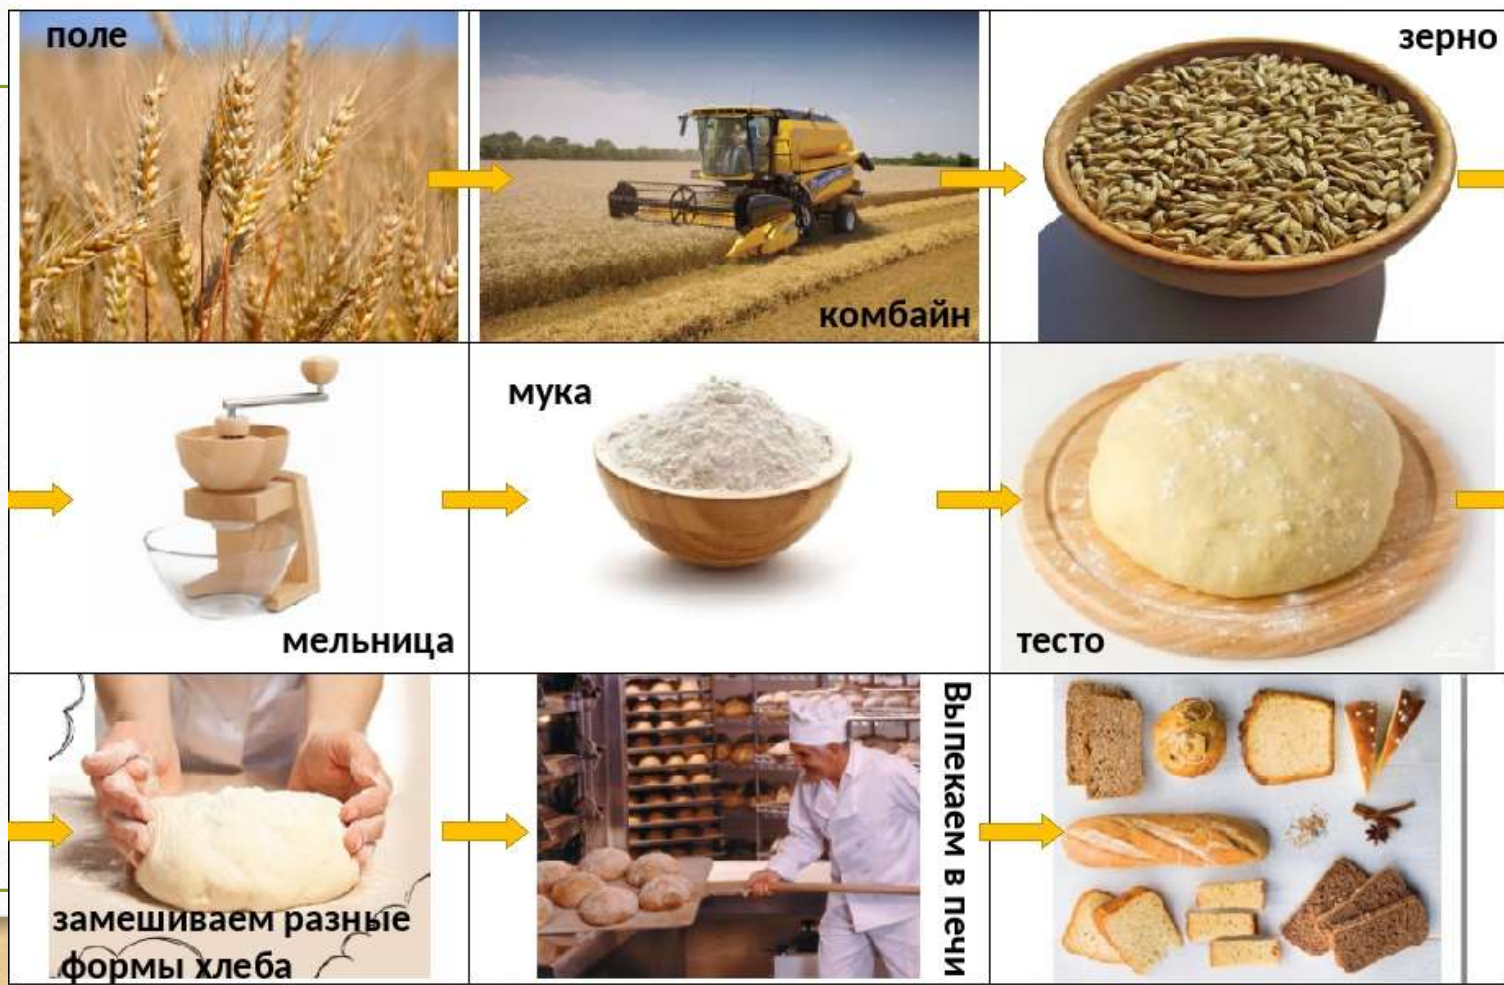 поле
зерно
комбайн
мука
мельница
тесто
замешиваем разные
формы хлеба
Выпекаем в печи